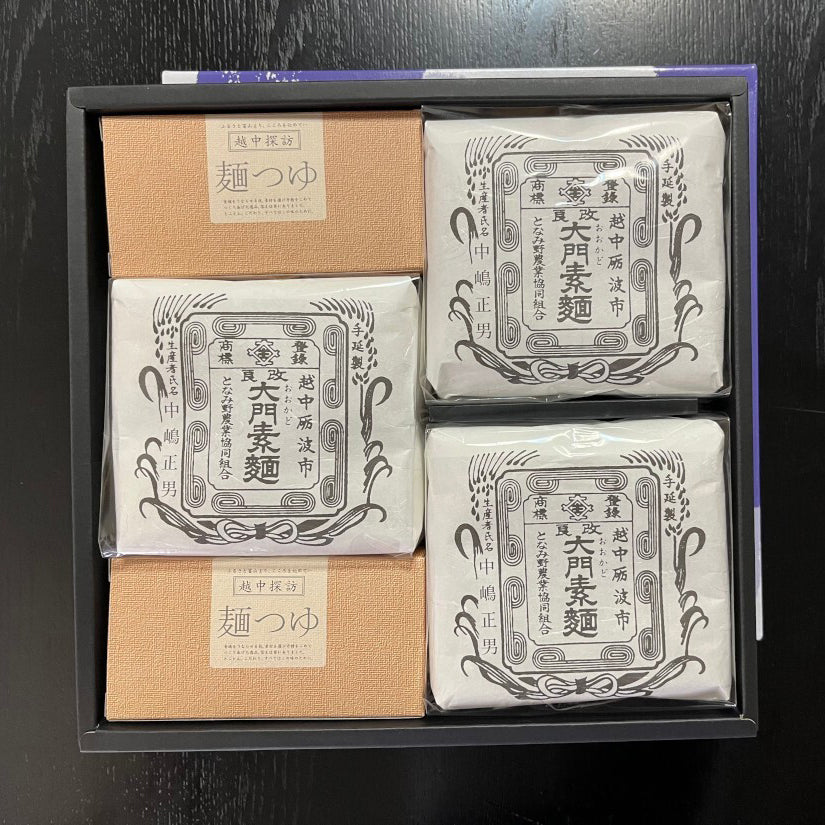 越中探訪
麺つゆ
手延製
登録
商標
改良
越中砺波市
おおかど
大門素麵
となみ野農業協同組合
生産者氏名
中嶋正男
手延製
登録
商標
改良
越中砺波市
おおかど
大門素麵
となみ野農業協同組合
生産者氏名
中嶋正男
越中探訪
麺つゆ
手延製
登録
商標
改良
越中砺波市
おおかど
大門素麵
となみ野農業協同組合
生産者氏名
中嶋正男